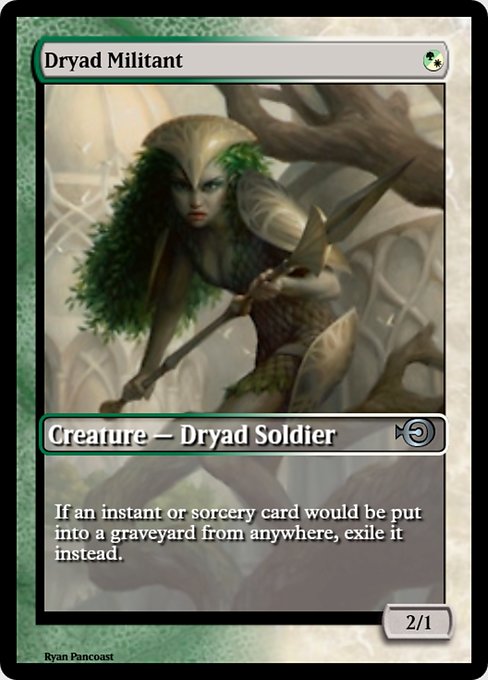 Dryad Militant
Creature — Dryad Soldier
If an instant or sorcery card would be put
into a graveyard from anywhere, exile it
instead.
2/1
Ryan Pancoast